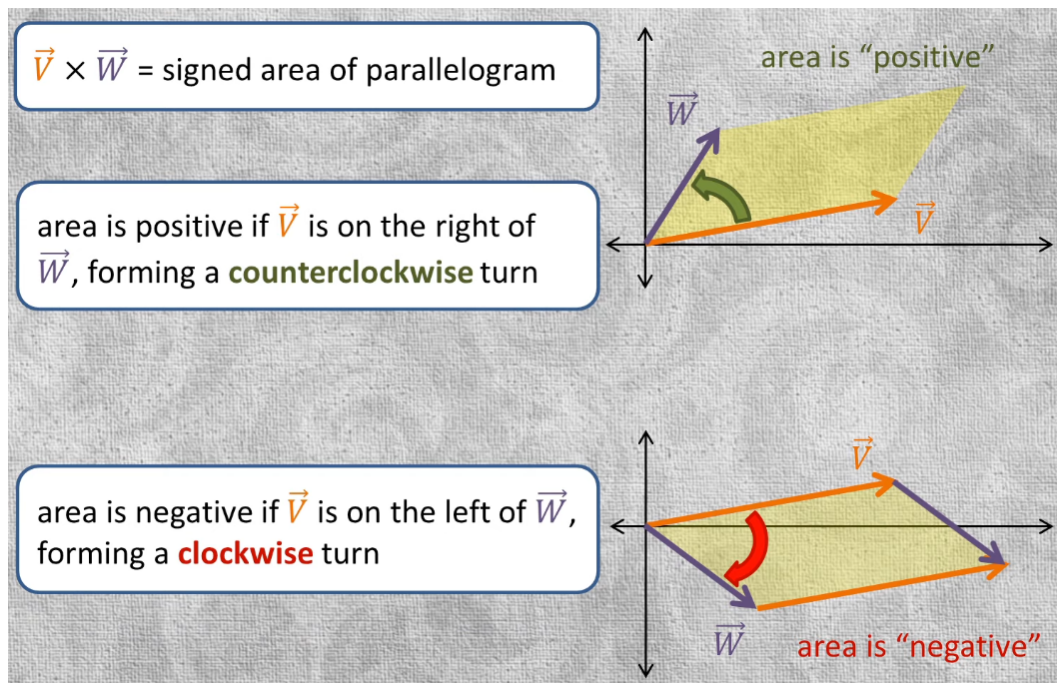 V⃗ × W⃗ = signed area of parallelogram
area is “positive”
W⃗
V⃗
area is positive if V⃗ is on the right of
W⃗, forming a counterclockwise turn
V⃗
area is negative if V⃗ is on the left of W⃗,
forming a clockwise turn
W⃗
area is “negative”